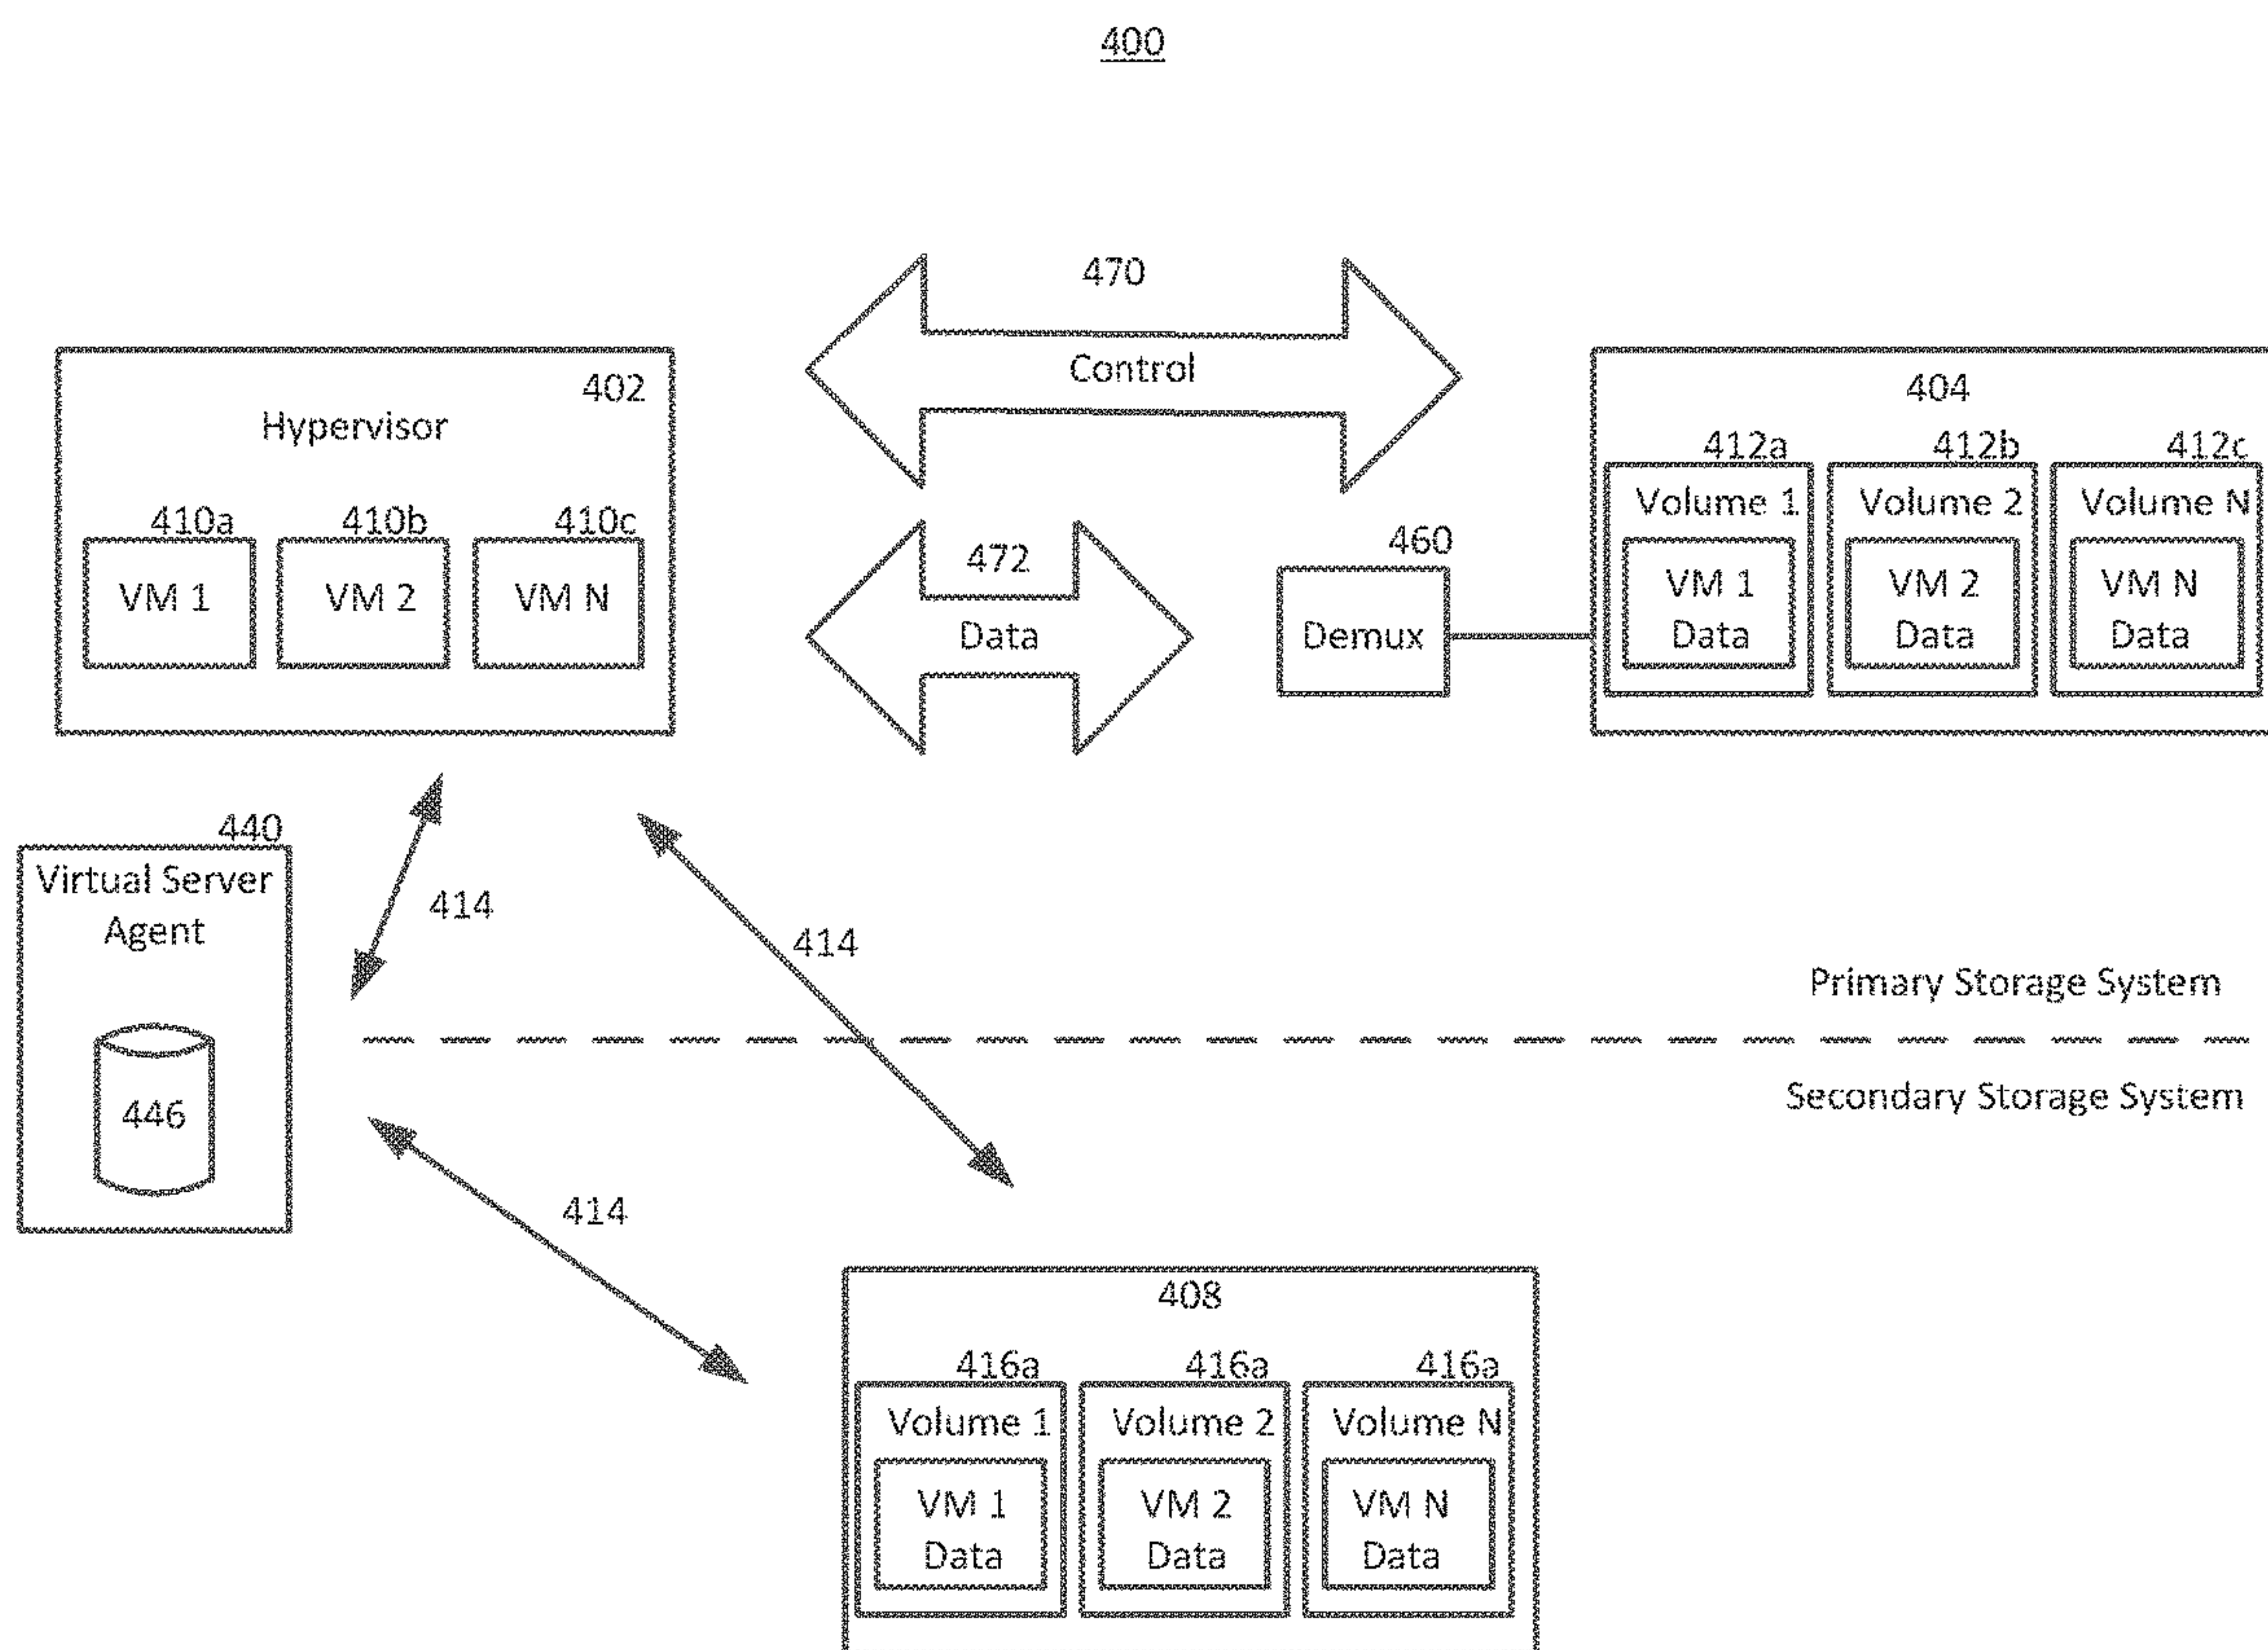 400
470
Control
402
Hypervisor
410a
410b
410c
VM 1
VM 2
VM N
472
Data
460
Demux
404
412a
412b
412c
Volume 1
Volume 2
Volume N
VM 1
Data
VM 2
Data
VM N
Data
440
Virtual Server
Agent
446
414
414
414
Primary Storage System
Secondary Storage System
408
416a
416a
416a
Volume 1
Volume 2
Volume N
VM 1
Data
VM 2
Data
VM N
Data